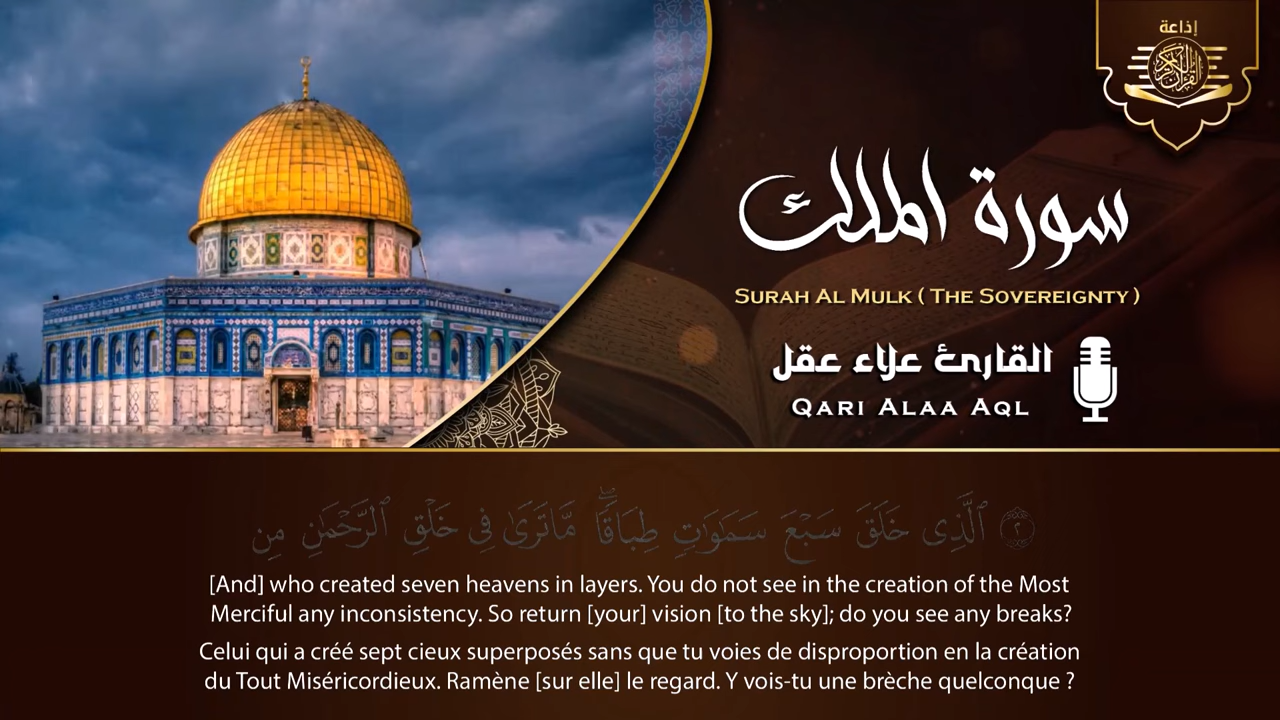 إذاعة
القرآن الكريم
سورة الملك
SURAH AL MULK ( THE SOVEREIGNTY )
القارئ علاء عقل
QARI ALAA AQL
٢ ٱلَّذِى خَلَقَ سَبْعَ سَمَٰوَٰتٍ طِبَاقًا ۖ مَّا تَرَىٰ فِى خَلْقِ ٱلرَّحْمَٰنِ مِن
[And] who created seven heavens in layers. You do not see in the creation of the Most
Merciful any inconsistency. So return [your] vision [to the sky]; do you see any breaks?
Celui qui a créé sept cieux superposés sans que tu voies de disproportion en la création
du Tout Miséricordieux. Ramène [sur elle] le regard. Y vois-tu une brèche quelconque ?